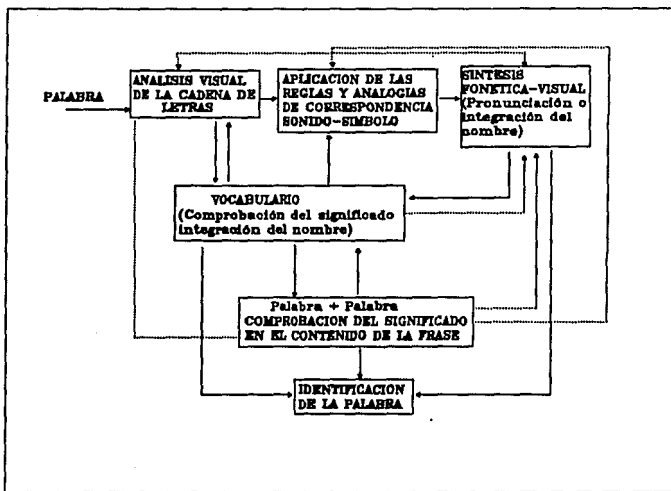 PALABRA
ANALISIS VISUAL
DE LA CADENA DE
LETRAS
APLICACION DE LAS
REGLAS Y ANALOGIAS
DE CORRESPONDENCIA
SONIDO-SIMBOLO
SINTESIS
FONETICA-VISUAL
(Pronunciación o
integración del
nombre)
VOCABULARIO
(Comprobación del significado
integración del nombre)
Palabra + Palabra
COMPROBACION DEL SIGNIFICADO
EN EL CONTENIDO DE LA FRASE
IDENTIFICACION
DE LA PALABRA